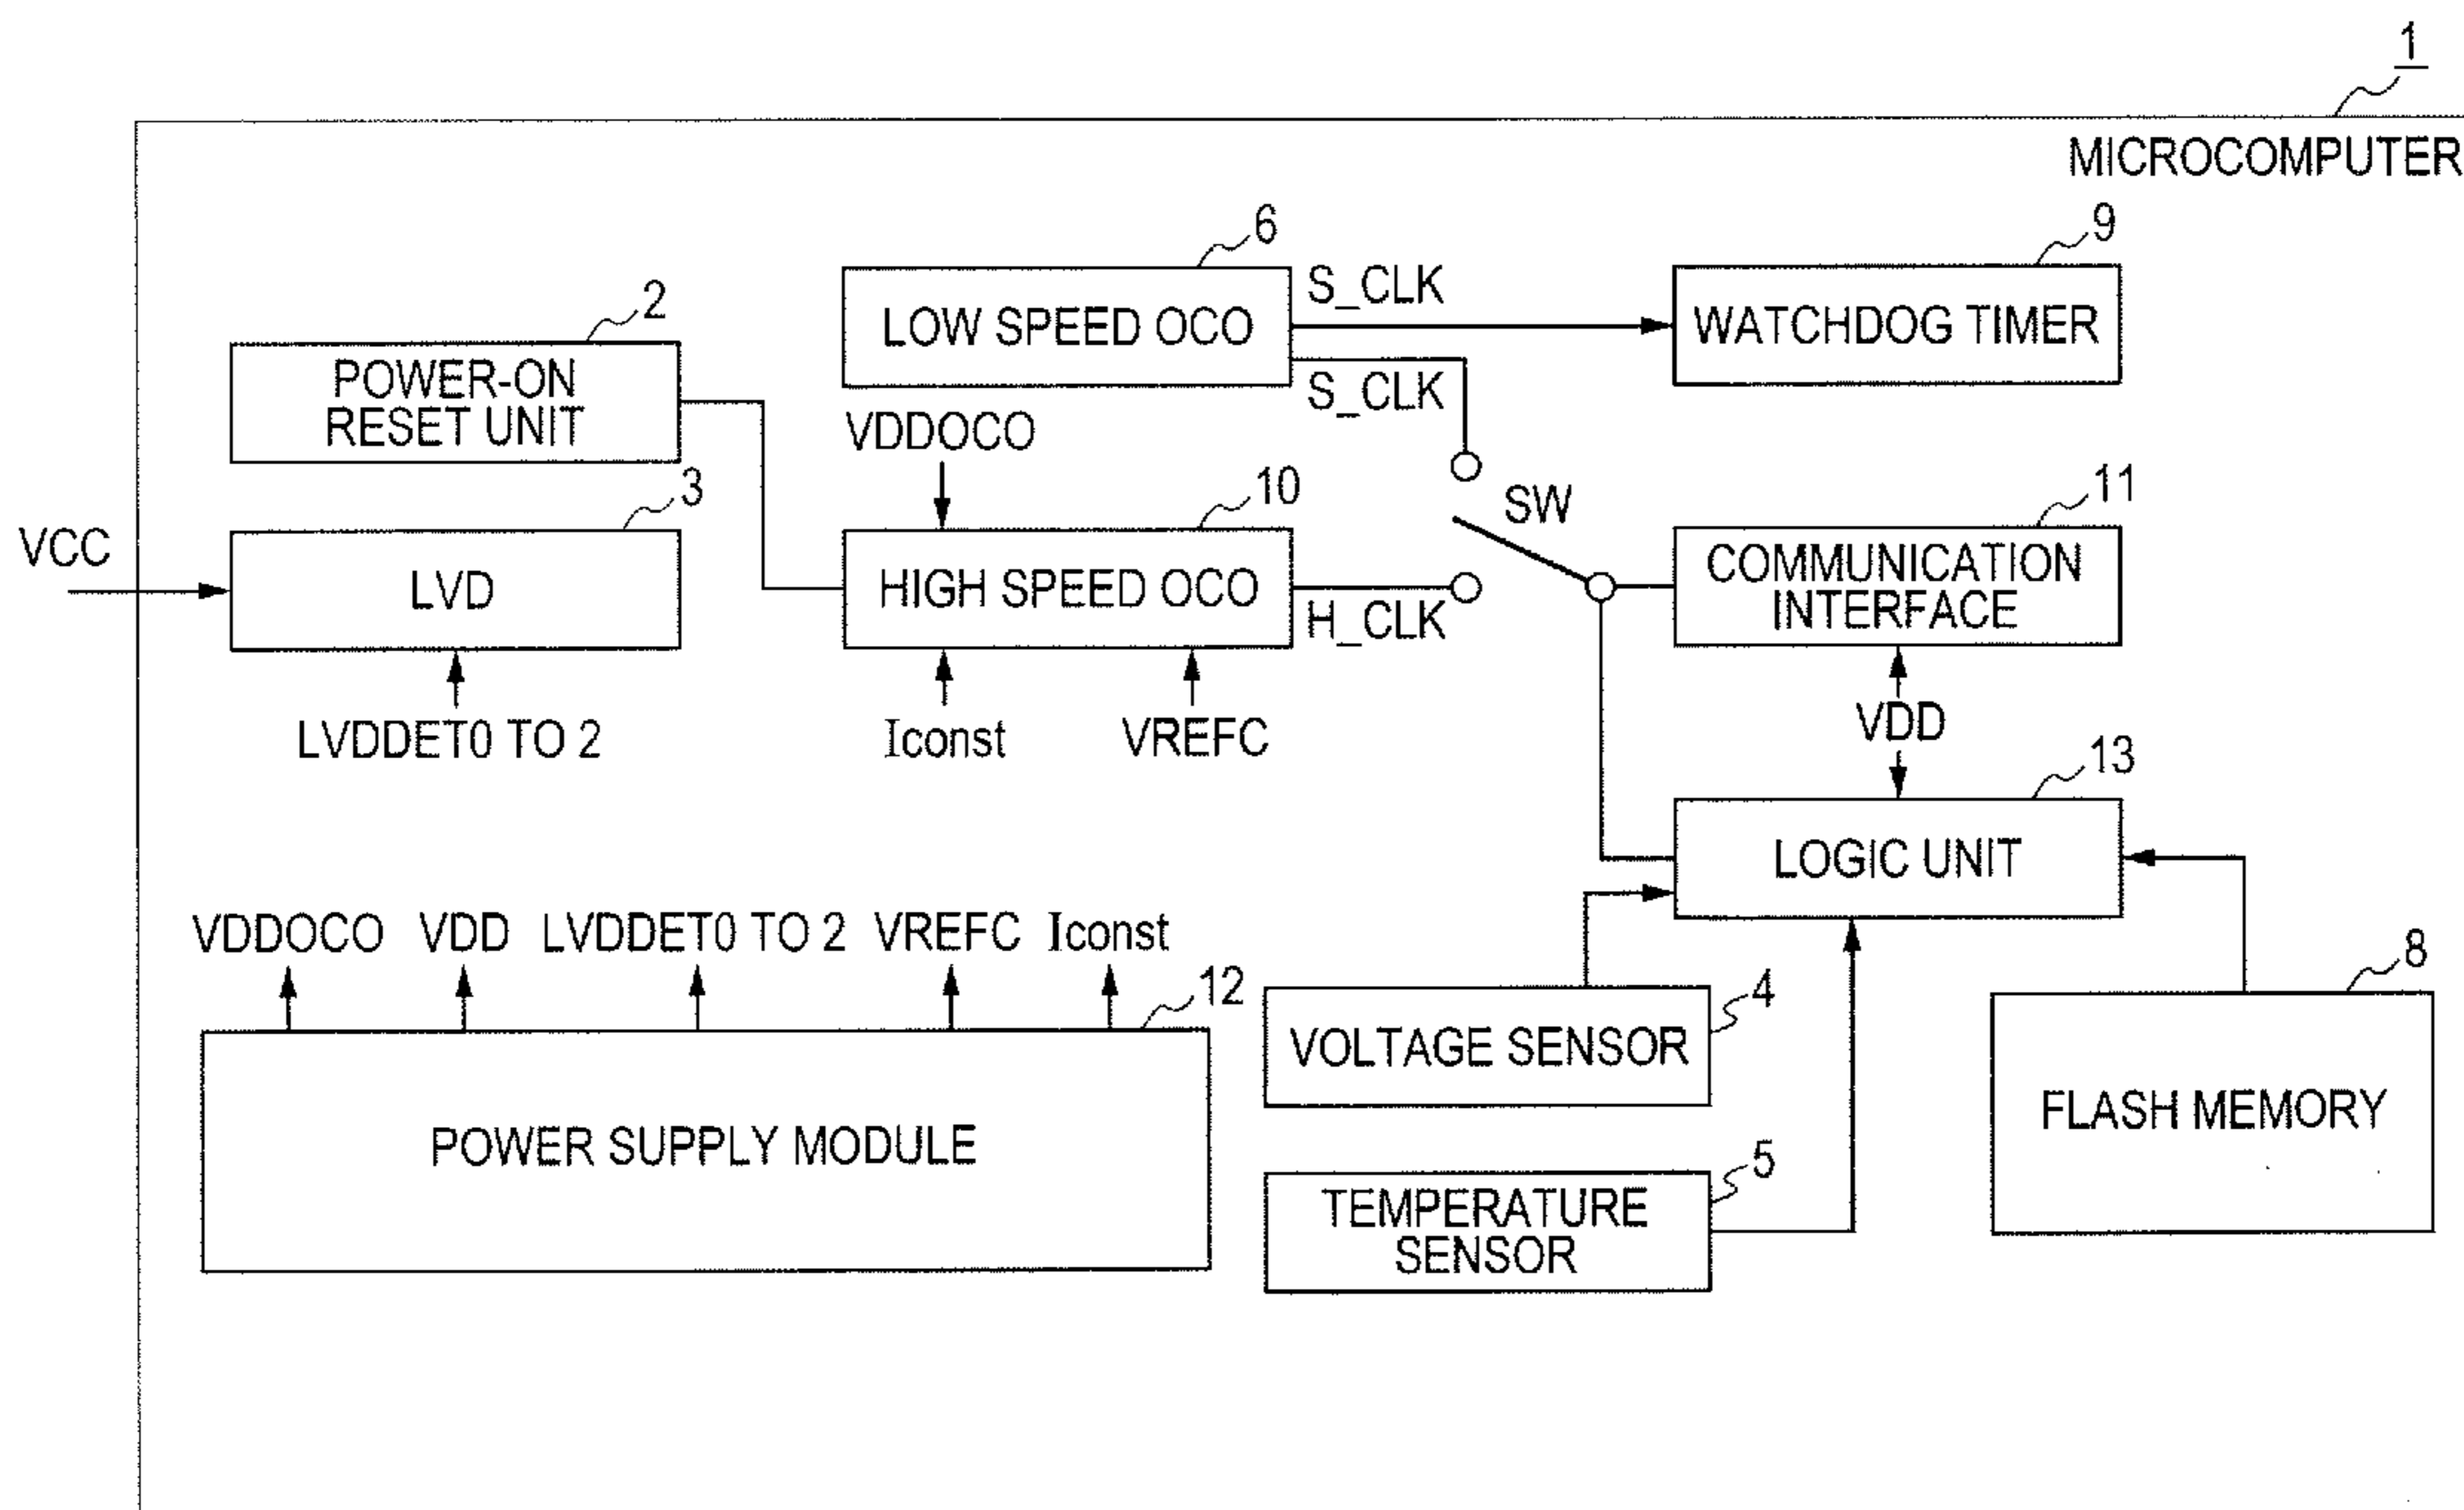 1
MICROCOMPUTER
6
9
2
LOW SPEED OCO
S_CLK
WATCHDOG TIMER
POWER-ON
RESET UNIT
S_CLK
VDDOCO
3
10
SW
11
VCC
LVD
HIGH SPEED OCO
H_CLK
COMMUNICATION
INTERFACE
LVDDET0 TO 2
Iconst
VREFC
VDD
13
LOGIC UNIT
VDDOCO
VDD
LVDDET0 TO 2
VREFC
Iconst
12
4
8
VOLTAGE SENSOR
FLASH MEMORY
POWER SUPPLY MODULE
5
TEMPERATURE
SENSOR